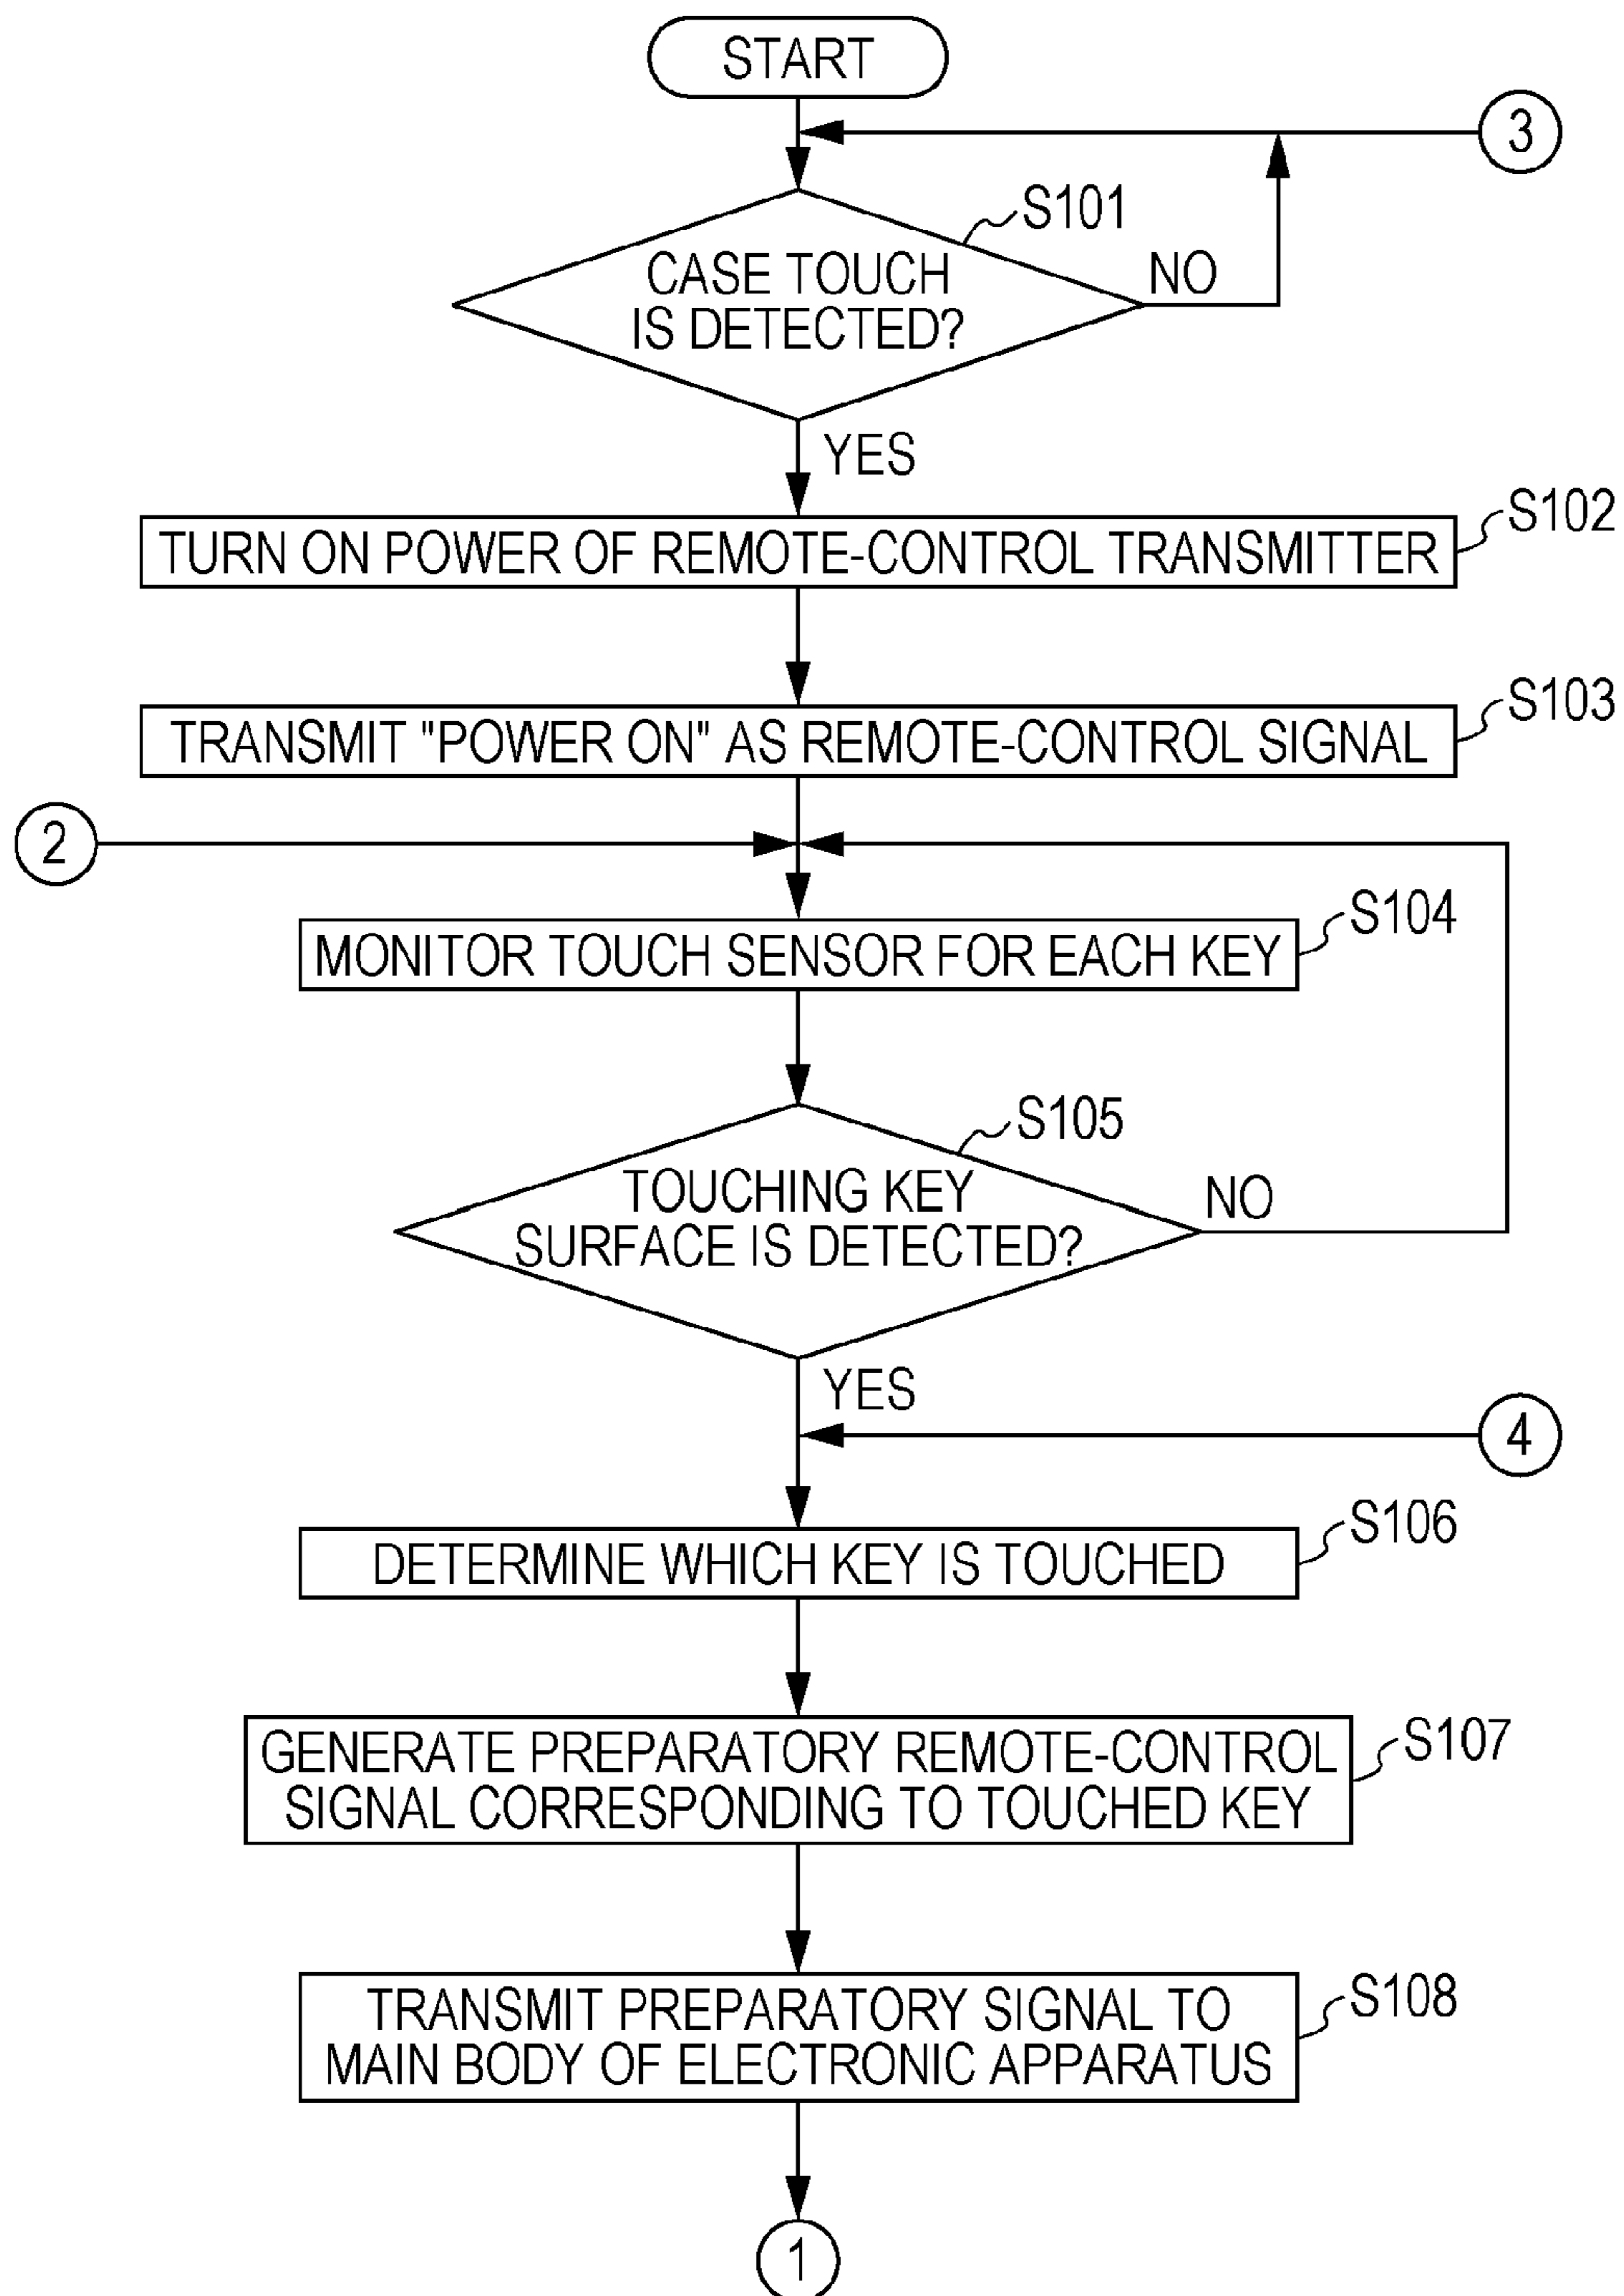 START
3
S101
CASE TOUCH
IS DETECTED?
NO
YES
S102
TURN ON POWER OF REMOTE-CONTROL TRANSMITTER
S103
TRANSMIT "POWER ON" AS REMOTE-CONTROL SIGNAL
2
S104
MONITOR TOUCH SENSOR FOR EACH KEY
S105
TOUCHING KEY
SURFACE IS DETECTED?
NO
YES
4
S106
DETERMINE WHICH KEY IS TOUCHED
S107
GENERATE PREPARATORY REMOTE-CONTROL
SIGNAL CORRESPONDING TO TOUCHED KEY
S108
TRANSMIT PREPARATORY SIGNAL TO
MAIN BODY OF ELECTRONIC APPARATUS
1